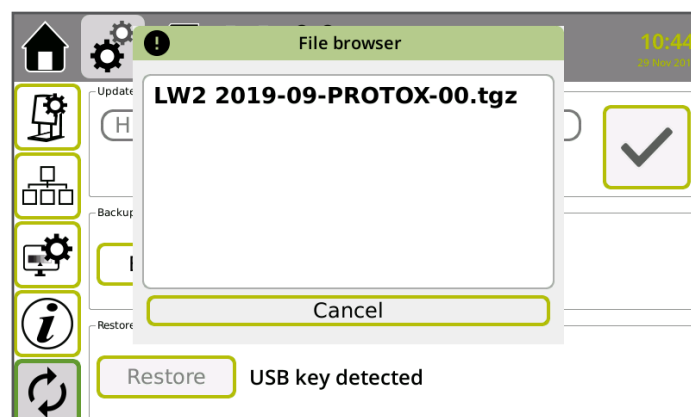 File browser
10:44
29 Nov 201
Update
LW2 2019-09-PROTOX-00.tgz
H
Backup
Cancel
Restore
Restore
USB key detected